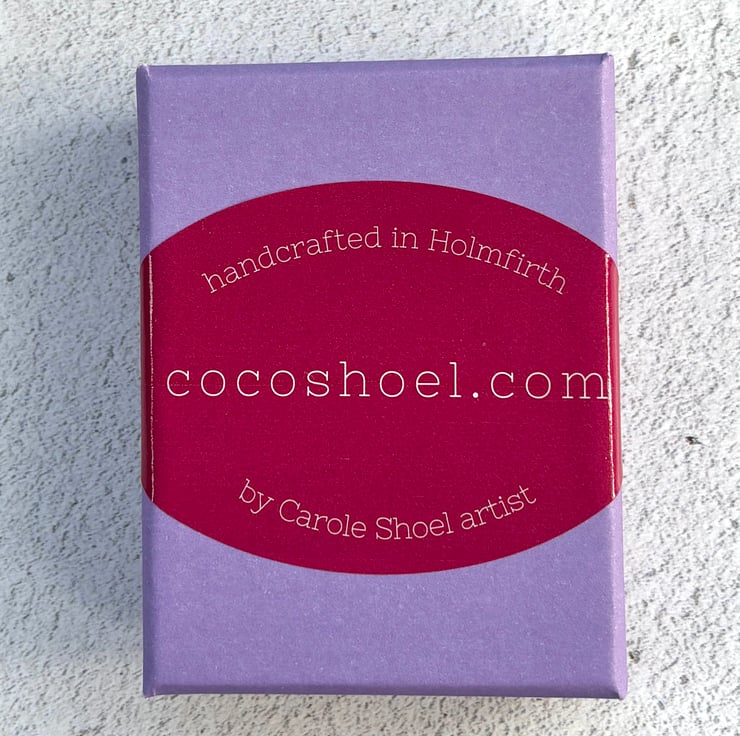 handcrafted in Holmfirth
cocoshoel.com
by Carole Shoel artist